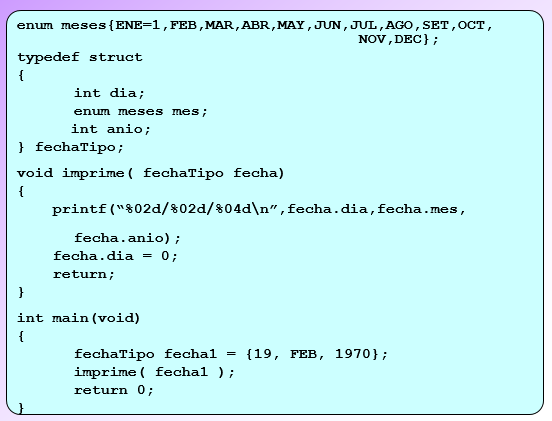 enum meses{ENE=1,FEB,MAR,ABR,MAY,JUN,JUL,AGO,SET,OCT,
NOV,DEC};
typedef struct
{
int dia;
enum meses mes;
int anio;
} fechaTipo;
void imprime( fechaTipo fecha)
{
printf(“%02d/%02d/%04d\n”,fecha.dia,fecha.mes,
fecha.anio);
fecha.dia = 0;
return;
}
int main(void)
{
fechaTipo fecha1 = {19, FEB, 1970};
imprime( fecha1 );
return 0;
}